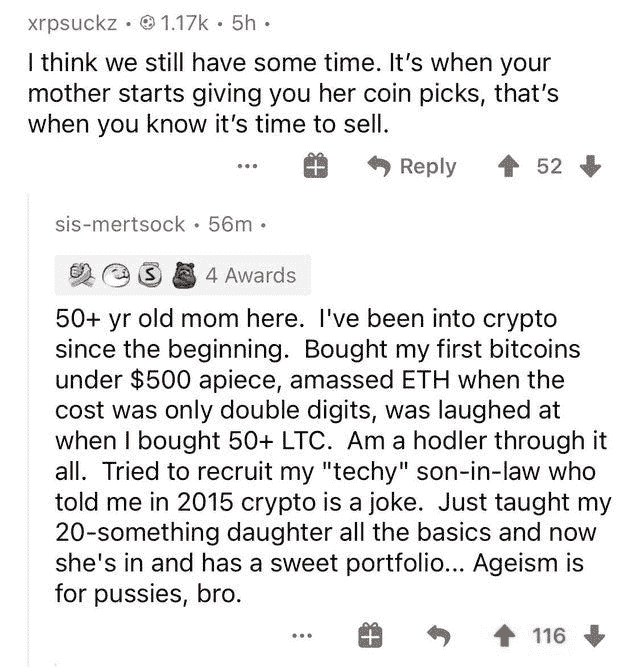 xrpsuckz • 1.17k • 5h •
I think we still have some time. It’s when your
mother starts giving you her coin picks, that’s
when you know it’s time to sell.
... Reply 52
sis-mertsock • 56m •
S 4 Awards
50+ yr old mom here.  I've been into crypto
since the beginning.  Bought my first bitcoins
under $500 apiece, amassed ETH when the
cost was only double digits, was laughed at
when I bought 50+ LTC.  Am a hodler through it
all.  Tried to recruit my "techy" son-in-law who
told me in 2015 crypto is a joke.  Just taught my
20-something daughter all the basics and now
she's in and has a sweet portfolio... Ageism is
for pussies, bro.
... 116